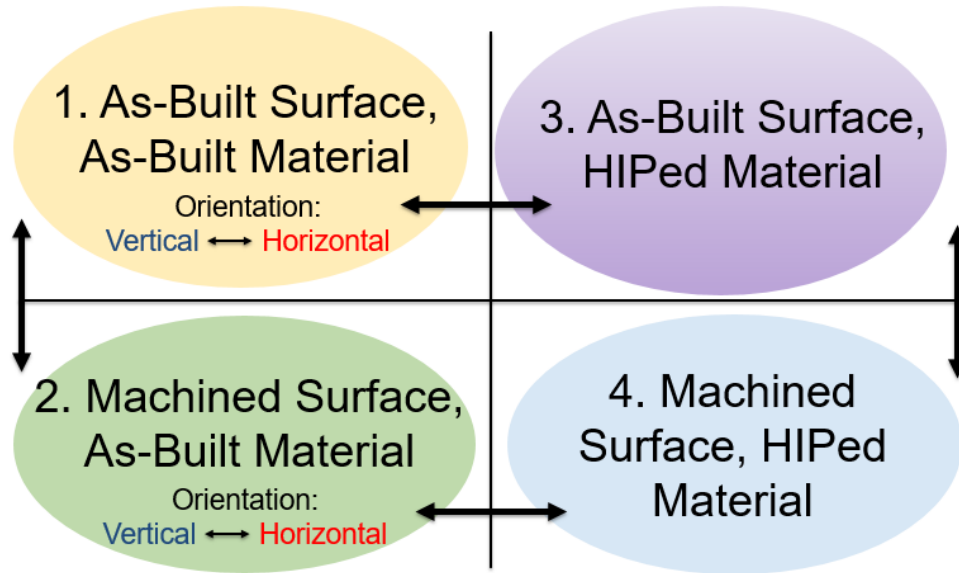 1. As-Built Surface,
As-Built Material
Orientation:
Vertical Horizontal
3. As-Built Surface,
HIPed Material
2. Machined Surface,
As-Built Material
Orientation:
Vertical Horizontal
4. Machined
Surface, HIPed
Material